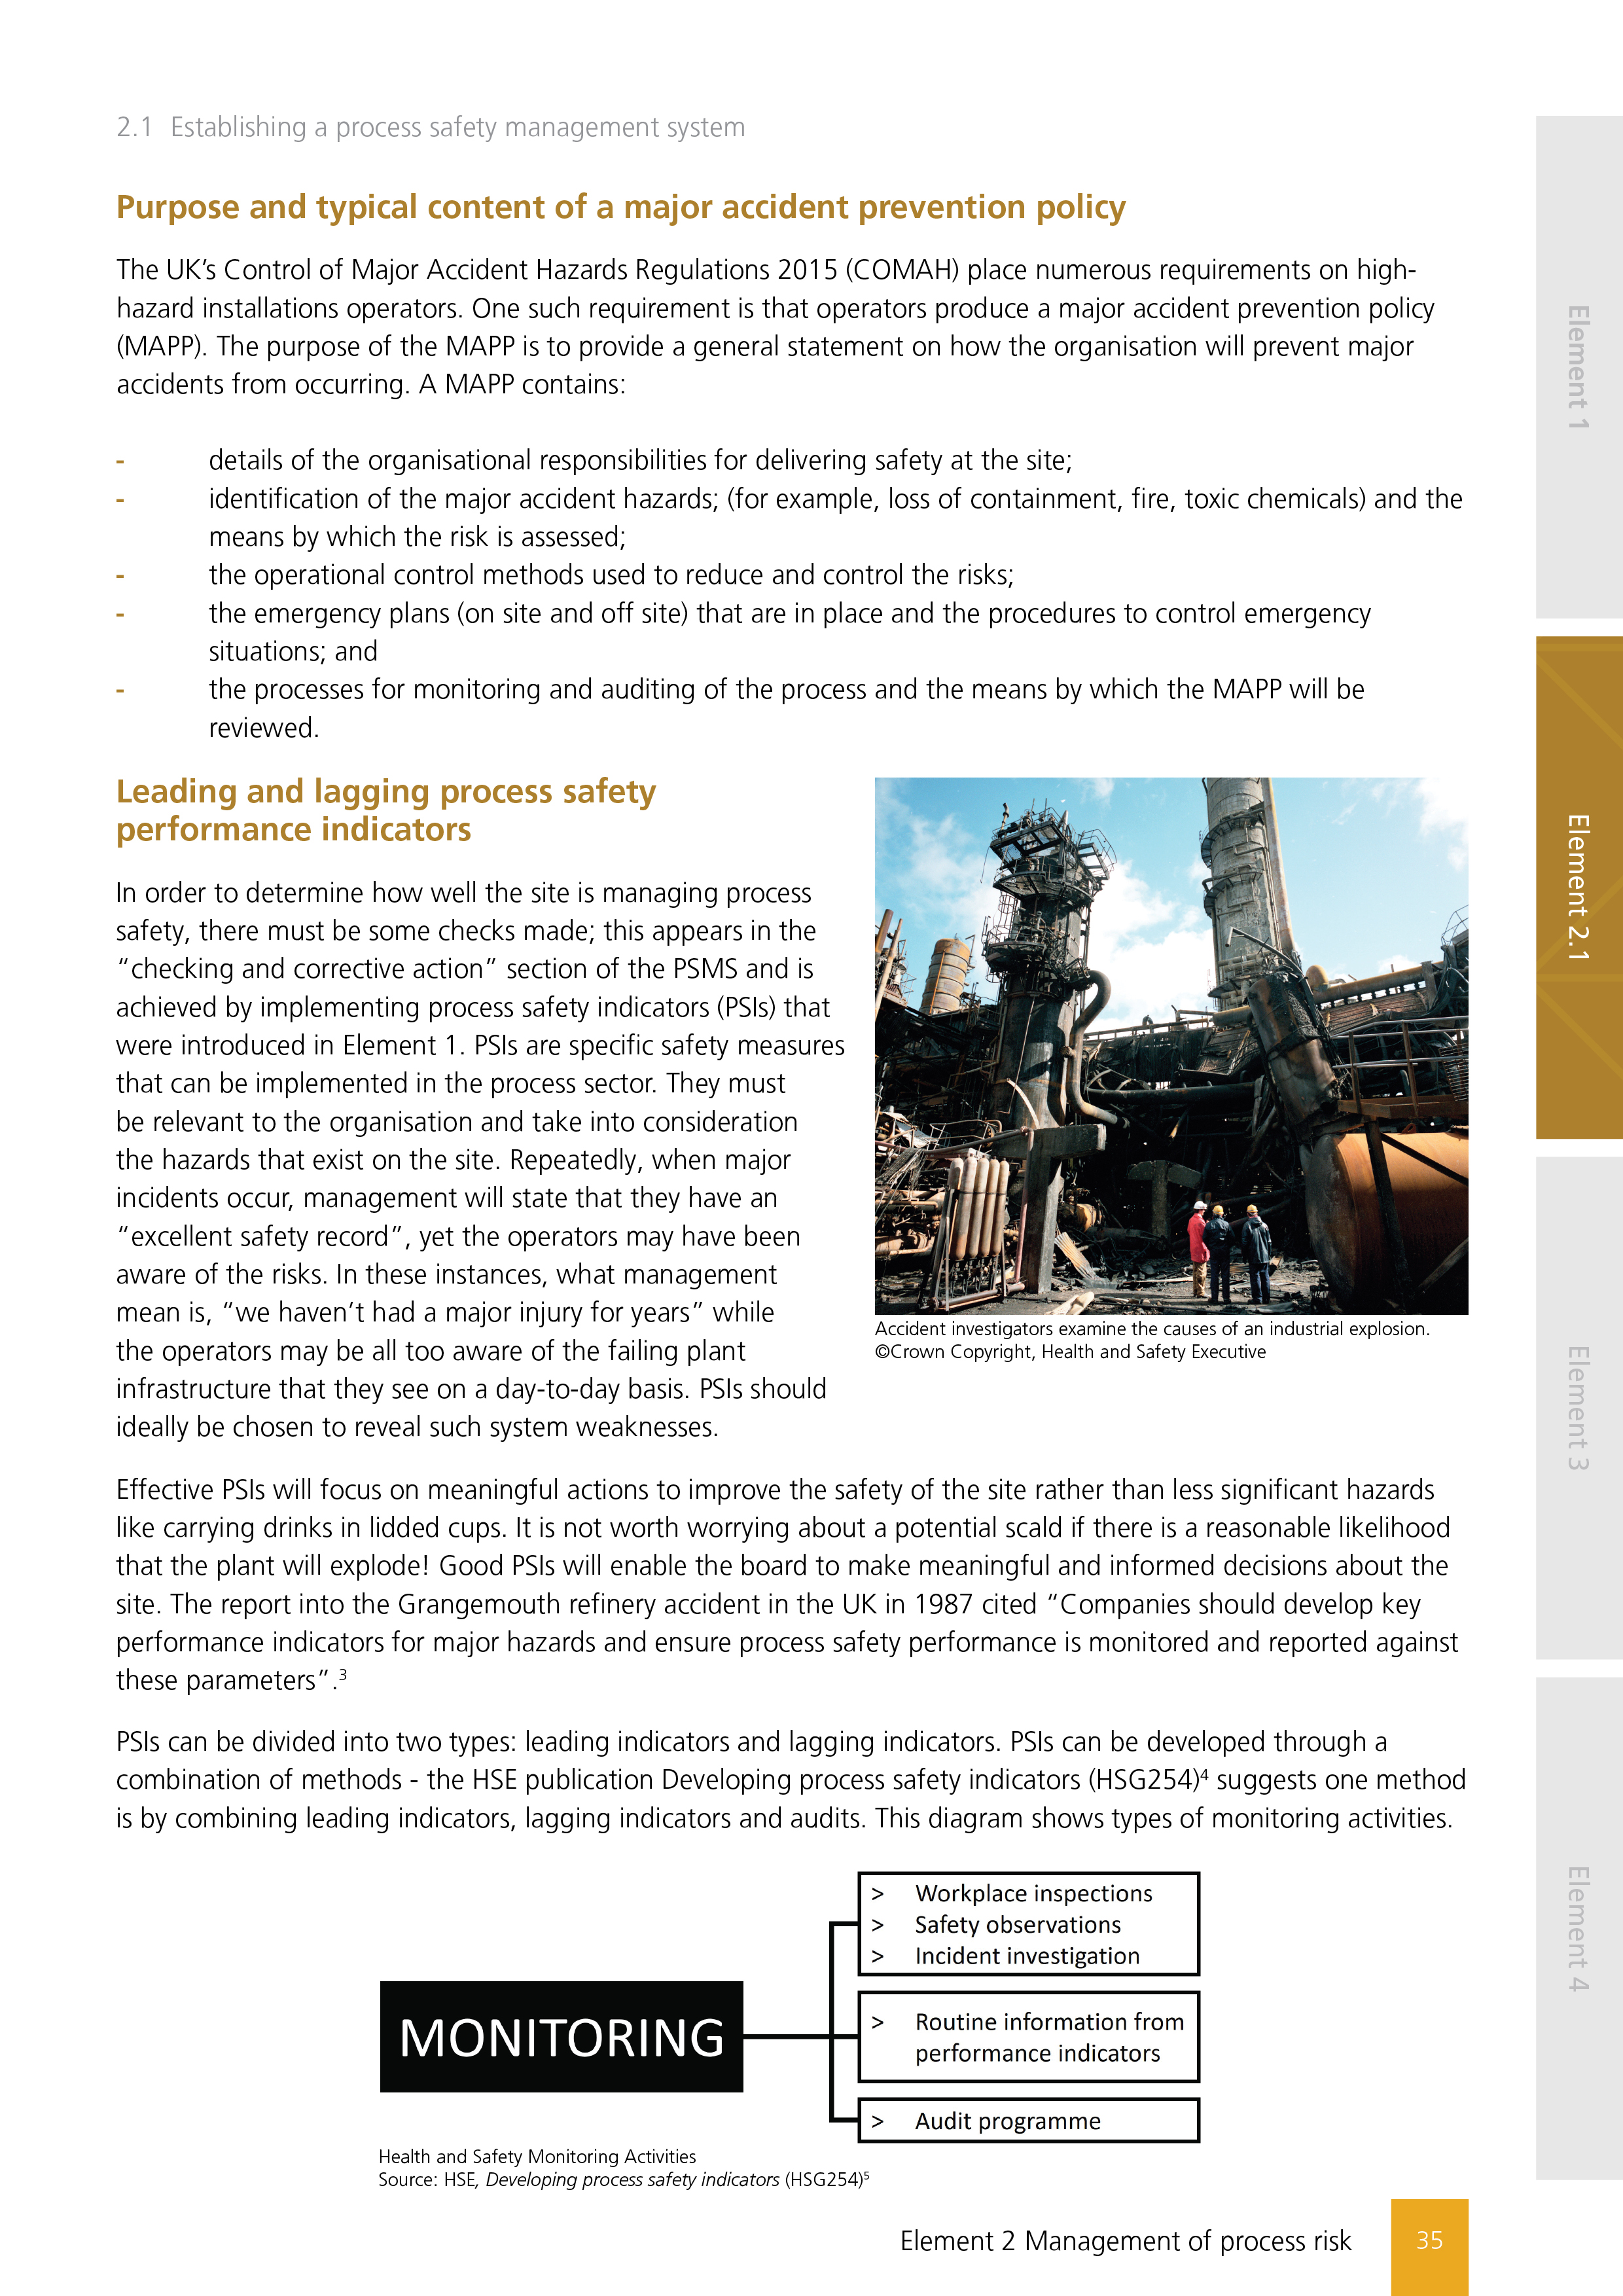 2.1 Establishing a process safety management system
Purpose and typical content of a major accident prevention policy
The UK’s Control of Major Accident Hazards Regulations 2015 (COMAH) place numerous requirements on high-
hazard installations operators. One such requirement is that operators produce a major accident prevention policy
(MAPP). The purpose of the MAPP is to provide a general statement on how the organisation will prevent major
accidents from occurring. A MAPP contains:
- details of the organisational responsibilities for delivering safety at the site;
- identification of the major accident hazards; (for example, loss of containment, fire, toxic chemicals) and the
means by which the risk is assessed;
- the operational control methods used to reduce and control the risks;
- the emergency plans (on site and off site) that are in place and the procedures to control emergency
situations; and
- the processes for monitoring and auditing of the process and the means by which the MAPP will be
reviewed.
Leading and lagging process safety
performance indicators
In order to determine how well the site is managing process
safety, there must be some checks made; this appears in the
“checking and corrective action” section of the PSMS and is
achieved by implementing process safety indicators (PSIs) that
were introduced in Element 1. PSIs are specific safety measures
that can be implemented in the process sector. They must
be relevant to the organisation and take into consideration
the hazards that exist on the site. Repeatedly, when major
incidents occur, management will state that they have an
“excellent safety record”, yet the operators may have been
aware of the risks. In these instances, what management
mean is, “we haven’t had a major injury for years” while
the operators may be all too aware of the failing plant
infrastructure that they see on a day-to-day basis. PSIs should
ideally be chosen to reveal such system weaknesses.
Accident investigators examine the causes of an industrial explosion.
©Crown Copyright, Health and Safety Executive
Effective PSIs will focus on meaningful actions to improve the safety of the site rather than less significant hazards
like carrying drinks in lidded cups. It is not worth worrying about a potential scald if there is a reasonable likelihood
that the plant will explode! Good PSIs will enable the board to make meaningful and informed decisions about the
site. The report into the Grangemouth refinery accident in the UK in 1987 cited “Companies should develop key
performance indicators for major hazards and ensure process safety performance is monitored and reported against
these parameters”.³
PSIs can be divided into two types: leading indicators and lagging indicators. PSIs can be developed through a
combination of methods - the HSE publication Developing process safety indicators (HSG254)⁴ suggests one method
is by combining leading indicators, lagging indicators and audits. This diagram shows types of monitoring activities.
MONITORING
> Workplace inspections
> Safety observations
> Incident investigation
> Routine information from
performance indicators
> Audit programme
Health and Safety Monitoring Activities
Source: HSE, Developing process safety indicators (HSG254)⁵
Element 2 Management of process risk 35
Element 1
Element 2.1
Element 3
Element 4